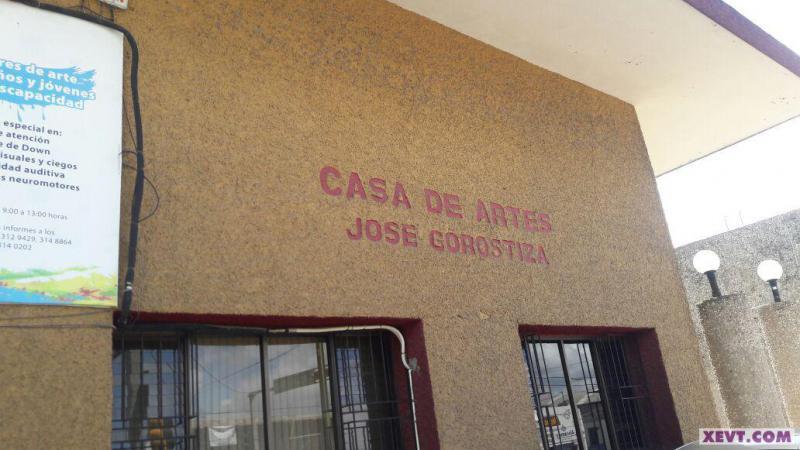 res de arte
ños y jóvenes
scapacidad
especial en:
e atención
e de Down
isuales y ciegos
idad auditiva
s neuromotores
9:00 a 13:00 horas
s informes a los
312 9429, 314 8864
314 0202
CASA DE ARTES
JOSE GOROSTIZA
XEVT.COM